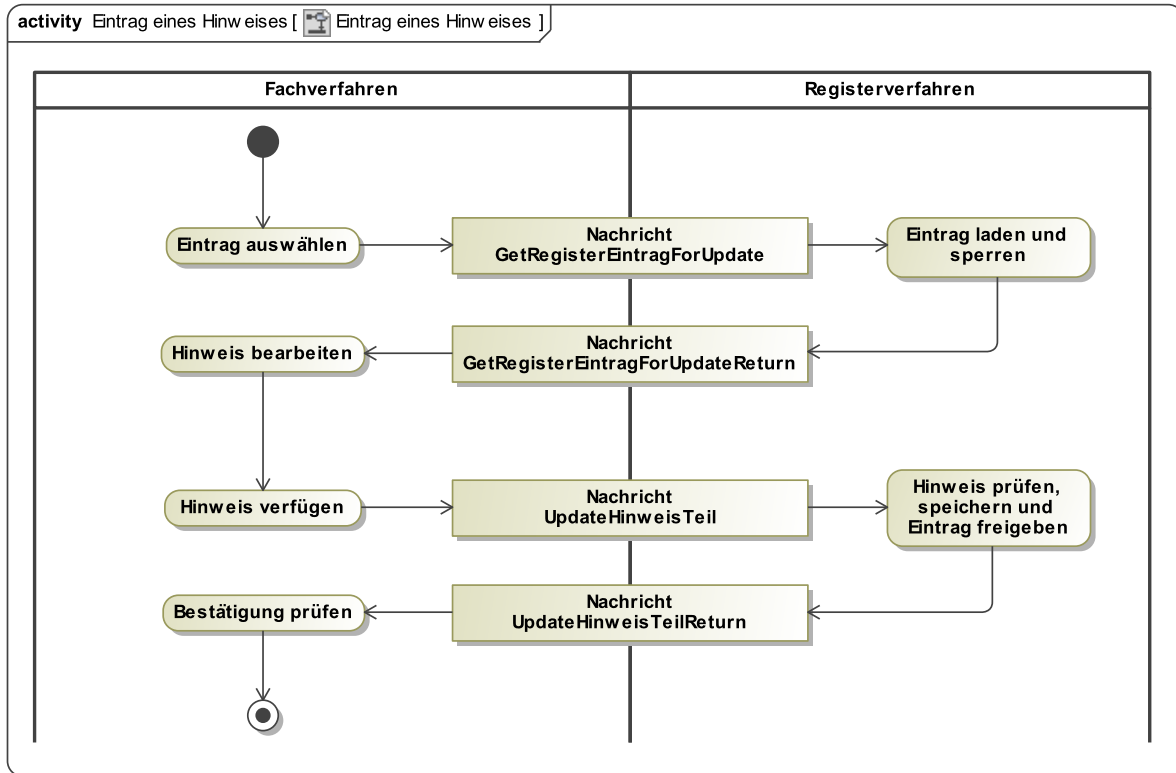 activity Eintrag eines Hinweises [ Eintrag eines Hinweises ]
Fachverfahren
Registerverfahren
Eintrag auswählen
Nachricht
GetRegisterEintragForUpdate
Eintrag laden und
sperren
Hinweis bearbeiten
Nachricht
GetRegisterEintragForUpdateReturn
Hinweis verfügen
Nachricht
UpdateHinweisTeil
Hinweis prüfen,
speichern und
Eintrag freigeben
Bestätigung prüfen
Nachricht
UpdateHinweisTeilReturn